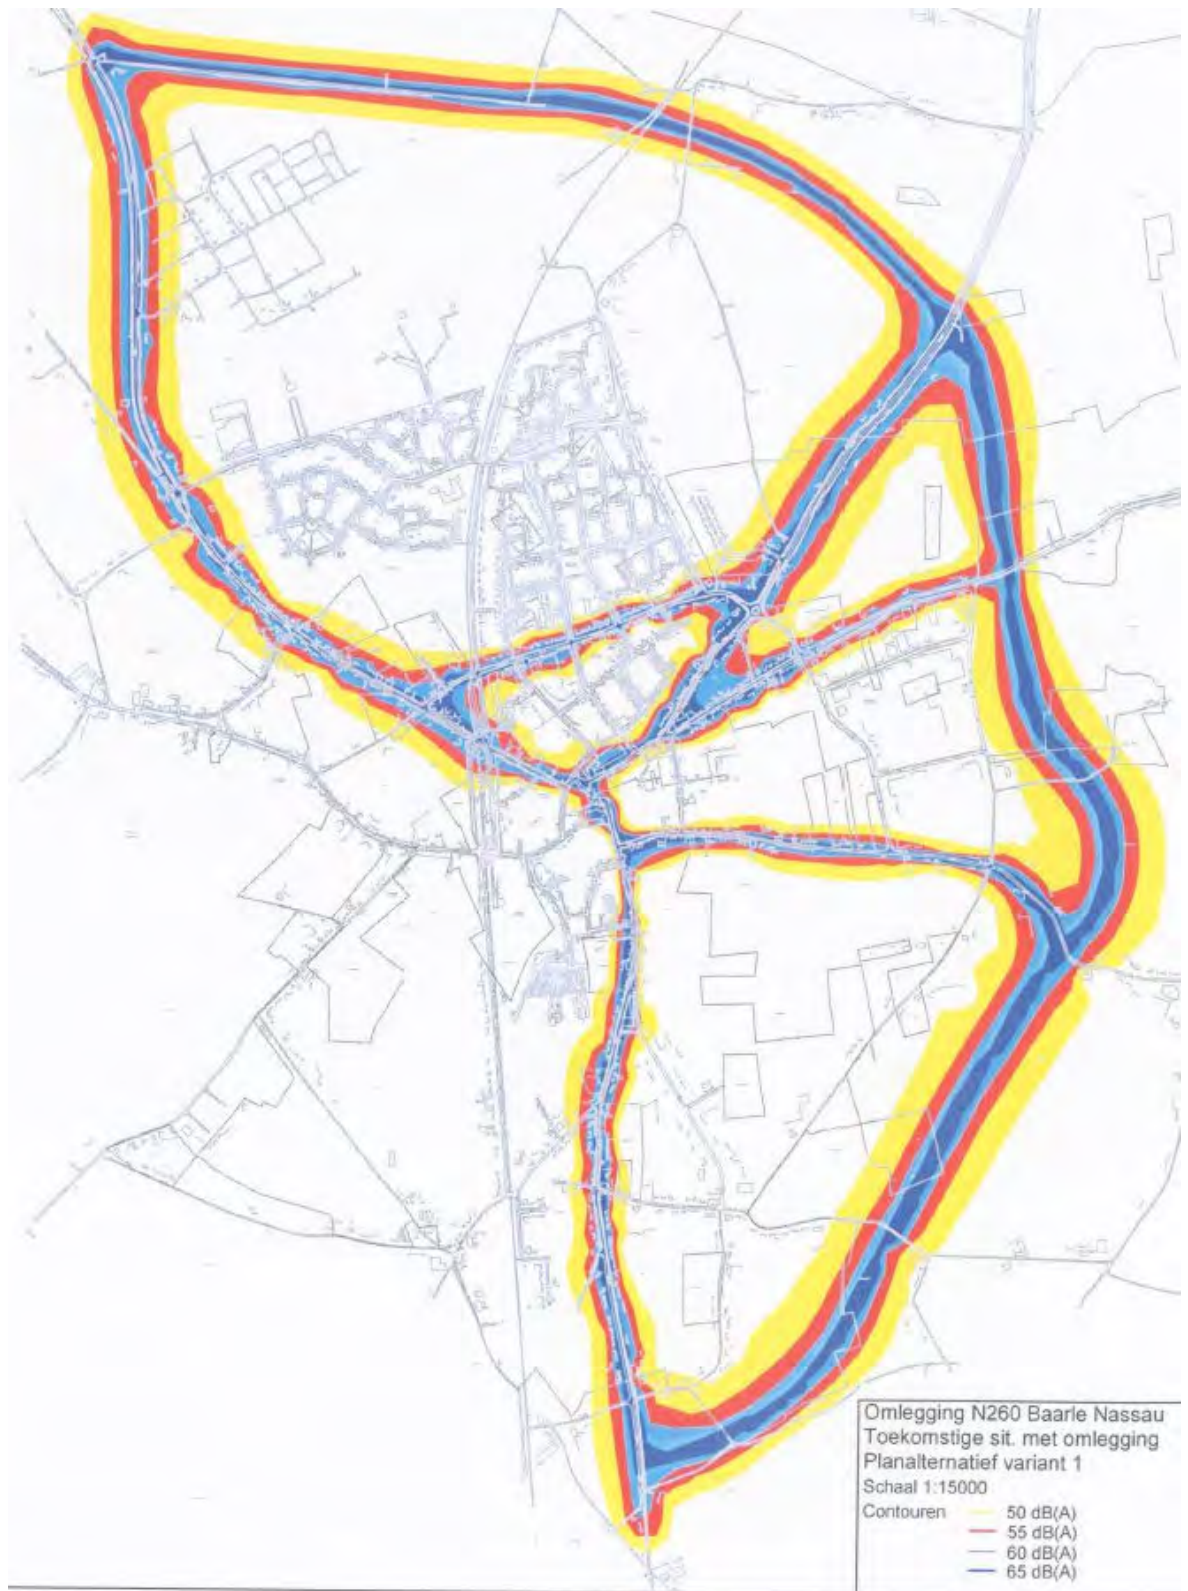 Omlegging N260 Baarle Nassau
Toekomstige sit. met omlegging
Planalternatief variant 1
Schaal 1:15000
Contouren
50 dB(A)
55 dB(A)
60 dB(A)
65 dB(A)